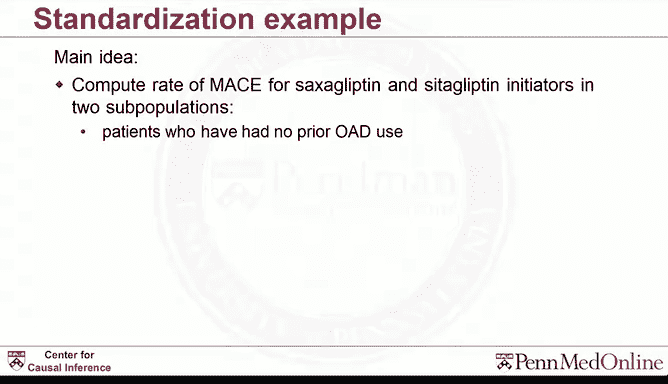 Standardization example
Main idea:
Compute rate of MACE for saxagliptin and sitagliptin initiators in
two subpopulations:
• patients who have had no prior OAD use
Center for
Causal Inference
PennMedOnline